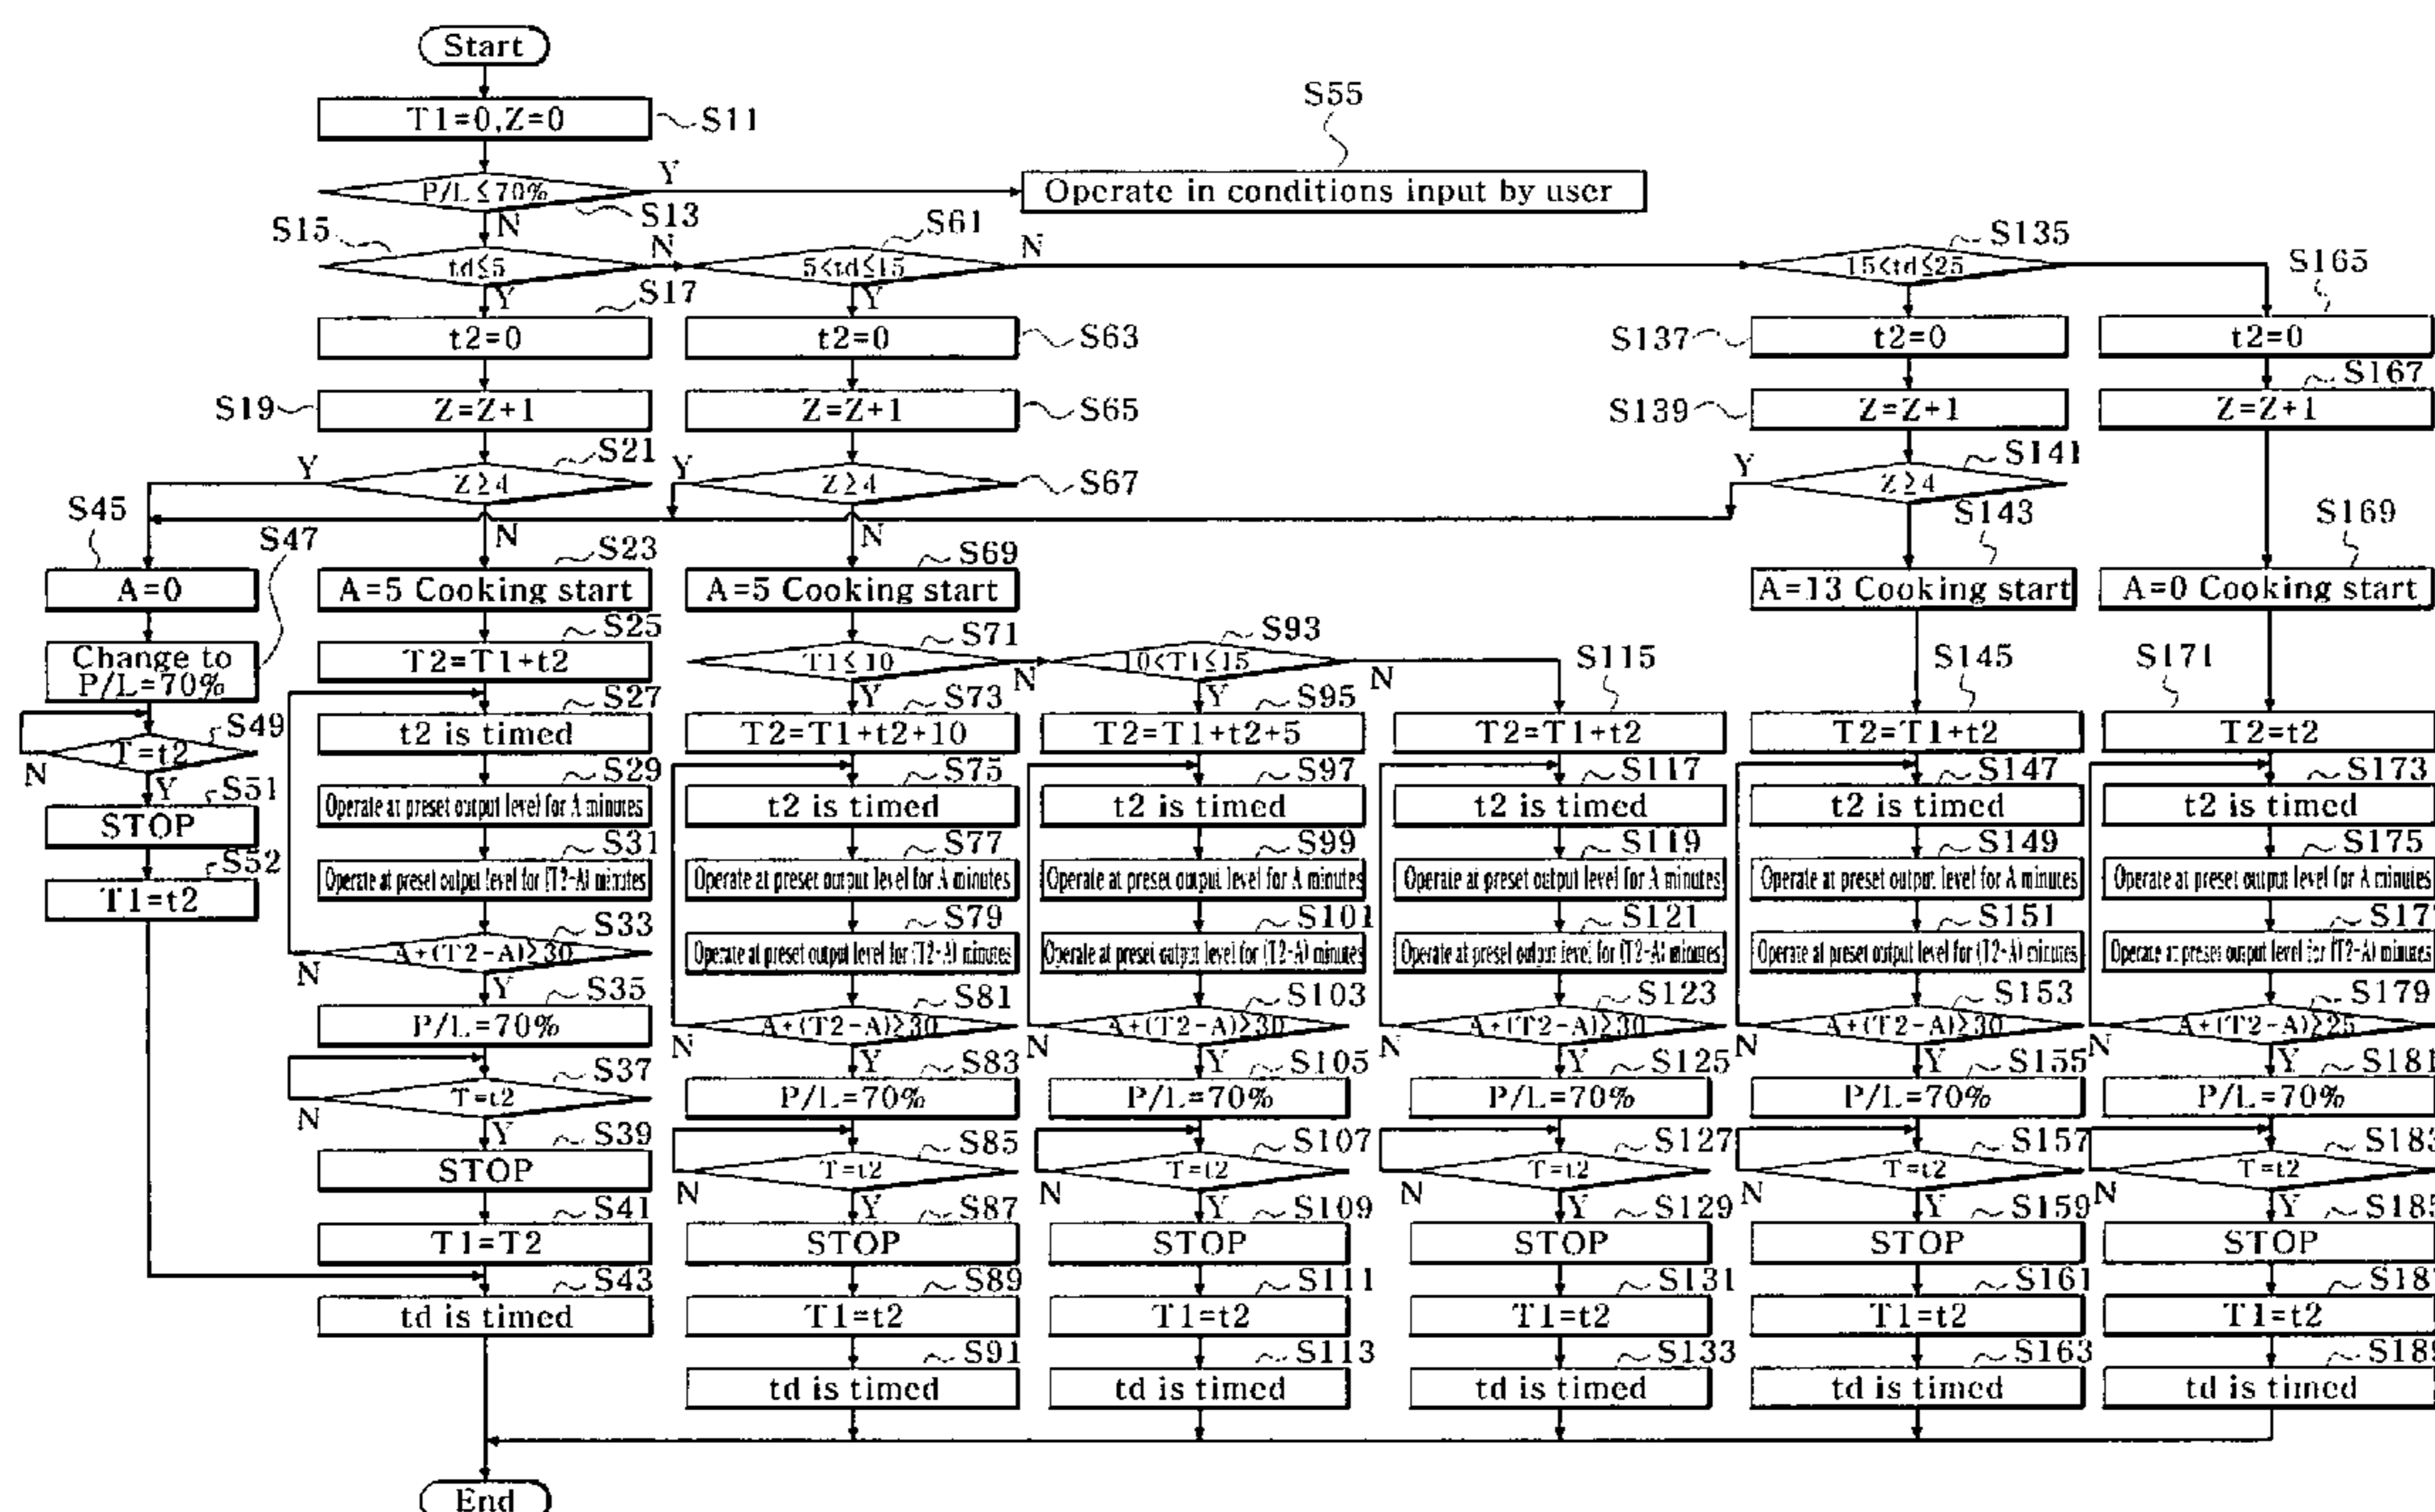 Start
T1=0,Z=0
S11
S55
P/L≤70%
Y
S13
N
Operate in conditions input by user
S15
td≤5
N
Y
S61
5<td≤15
N
Y
S135
15<td≤25
S165
S17
t2=0
t2=0
S63
S137
t2=0
t2=0
S19
Z=Z+1
Z=Z+1
S65
S139
Z=Z+1
S167
Z=Z+1
Y
S21
Z≥4
N
Y
Z≥4
S67
N
Y
S141
Z≥4
S45
A=0
S47
Change to
P/L=70%
S49
T=t2
N
Y
S51
STOP
S52
T1=t2
S23
A=5 Cooking start
S25
T2=T1+t2
S27
t2 is timed
S29
Operate at preset output level for A minutes
S31
Operate at preset output level for (T2-A) minutes
S33
A+(T2-A)≥30
N
Y
S35
P/L=70%
S37
T=t2
N
Y
S39
STOP
S41
T1=T2
S43
td is timed
S69
A=5 Cooking start
S71
T1≤10
N
Y
S73
T2=T1+t2+10
S75
t2 is timed
S77
Operate at preset output level for A minutes
S79
Operate at preset output level for (T2-A) minutes
S81
A+(T2-A)≥30
N
Y
S83
P/L=70%
S85
T=t2
N
Y
S87
STOP
S89
T1=t2
S91
td is timed
S93
10<T1≤15
N
Y
S95
T2=T1+t2+5
S97
t2 is timed
S99
Operate at preset output level for A minutes
S101
Operate at preset output level for (T2-A) minutes
S103
A+(T2-A)≥30
N
Y
S105
P/L=70%
S107
T=t2
N
Y
S109
STOP
S111
T1=t2
S113
td is timed
S115
T2=T1+t2
S117
t2 is timed
S119
Operate at preset output level for A minutes
S121
Operate at preset output level for (T2-A) minutes
S123
A+(T2-A)≥30
N
Y
S125
P/L=70%
S127
T=t2
N
Y
S129
STOP
S131
T1=t2
S133
td is timed
S143
A=13 Cooking start
S145
T2=T1+t2
S147
t2 is timed
S149
Operate at preset output level for A minutes
S151
Operate at preset output level for (T2-A) minutes
S153
A+(T2-A)≥30
N
Y
S155
P/L=70%
S157
T=t2
N
Y
S159
STOP
S161
T1=t2
S163
td is timed
S169
A=0 Cooking start
S171
T2=t2
S173
t2 is timed
S175
Operate at preset output level for A minutes
Operate at preset output level for (T2-A) minutes
S179
A+(T2-A)≥25
N
Y
S181
P/L=70%
S183
T=t2
N
Y
S185
STOP
T1=t2
S189
td is timed
End